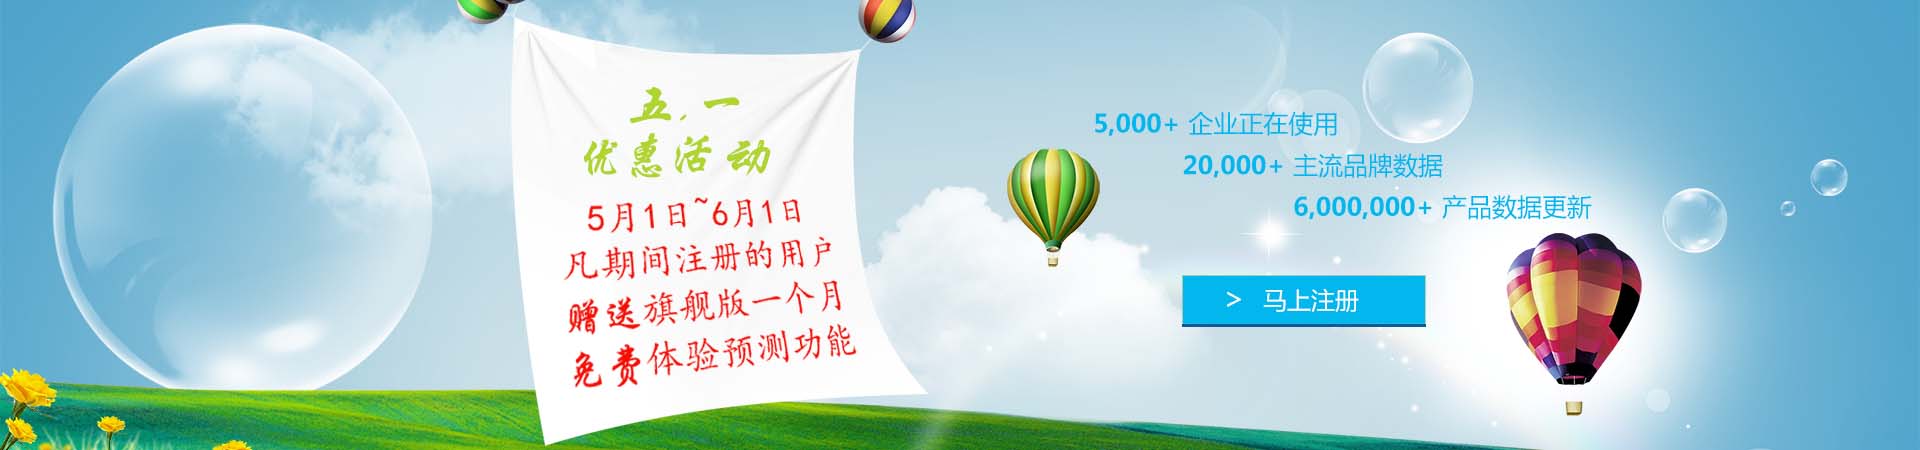 五,一
优惠活动
5月1日~6月1日
凡期间注册的用户
赠送旗舰版一个月
免费体验预测功能
5,000+ 企业正在使用
20,000+ 主流品牌数据
6,000,000+ 产品数据更新
> 马上注册